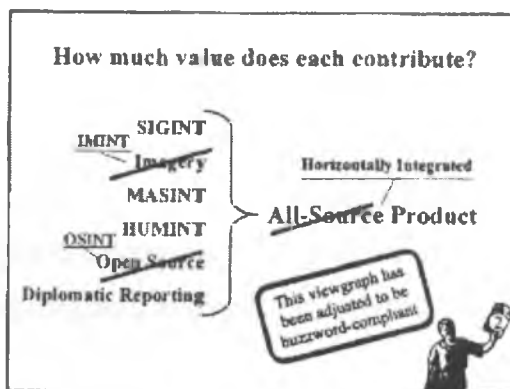 How much value does each contribute?
SIGINT
IMINT
Imagery
MASINT
HUMINT
OSINT
Open Source
Diplomatic Reporting
Horizontally Integrated
All-Source Product
This viewgraph has
been adjusted to be
buzzword-compliant